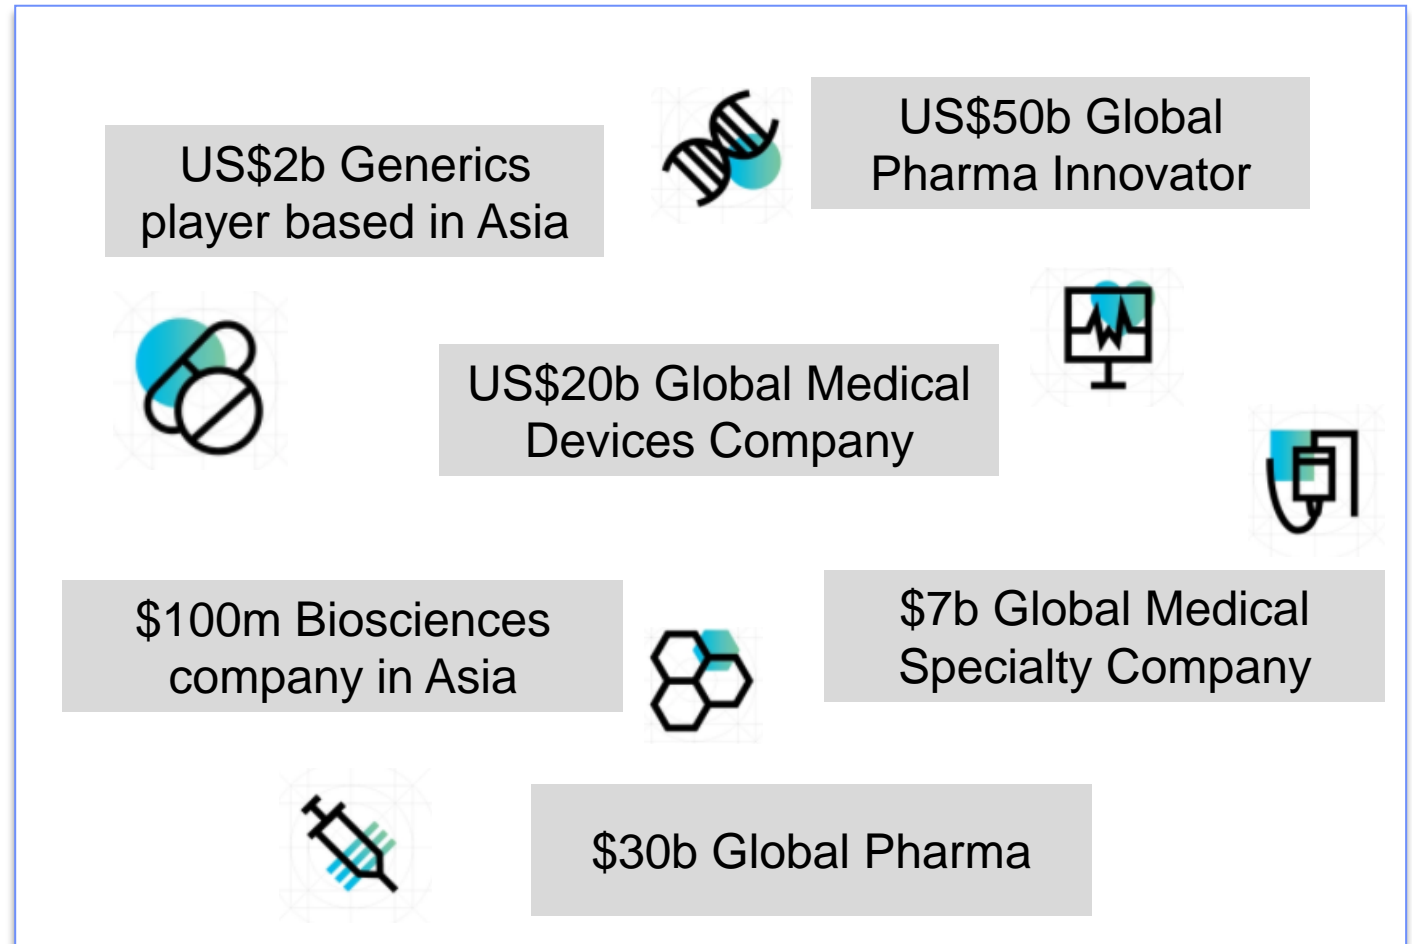 US$50b Global
Pharma Innovator
US$2b Generics
player based in Asia
US$20b Global Medical
Devices Company
$100m Biosciences
company in Asia
$7b Global Medical
Specialty Company
$30b Global Pharma